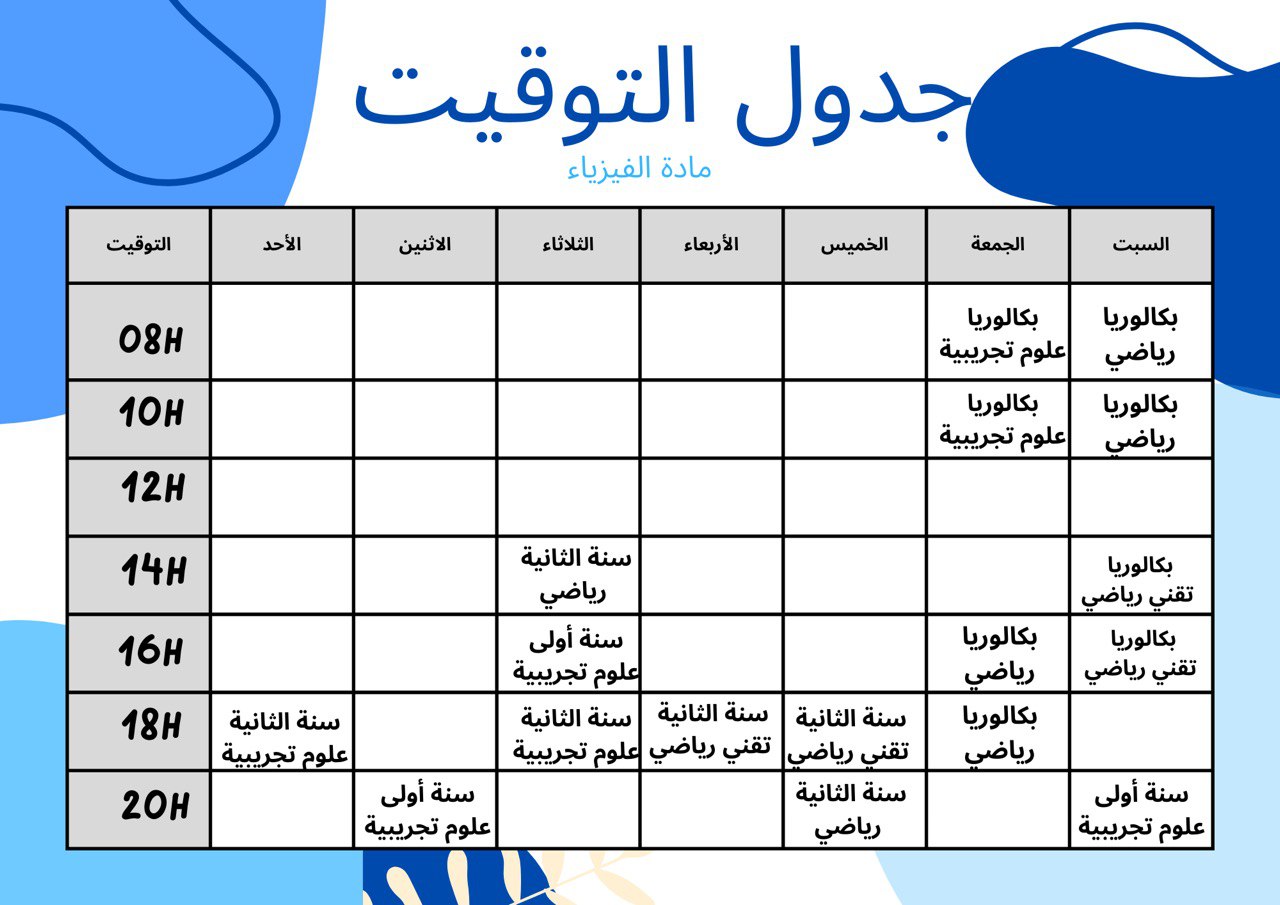 جدول التوقيت
مادة الفيزياء
التوقيت الأحد الاثنين الثلاثاء الأربعاء الخميس الجمعة السبت
08H
بكالوريا
علوم تجريبية
بكالوريا
رياضي
10H
بكالوريا
علوم تجريبية
بكالوريا
رياضي
12H
14H
سنة الثانية
رياضي
بكالوريا
تقني رياضي
16H
سنة أولى
علوم تجريبية
بكالوريا
رياضي
بكالوريا
تقني رياضي
18H
سنة الثانية
علوم تجريبية
سنة الثانية
علوم تجريبية
سنة الثانية
تقني رياضي
سنة الثانية
تقني رياضي
بكالوريا
رياضي
20H
سنة أولى
علوم تجريبية
سنة الثانية
رياضي
سنة أولى
علوم تجريبية